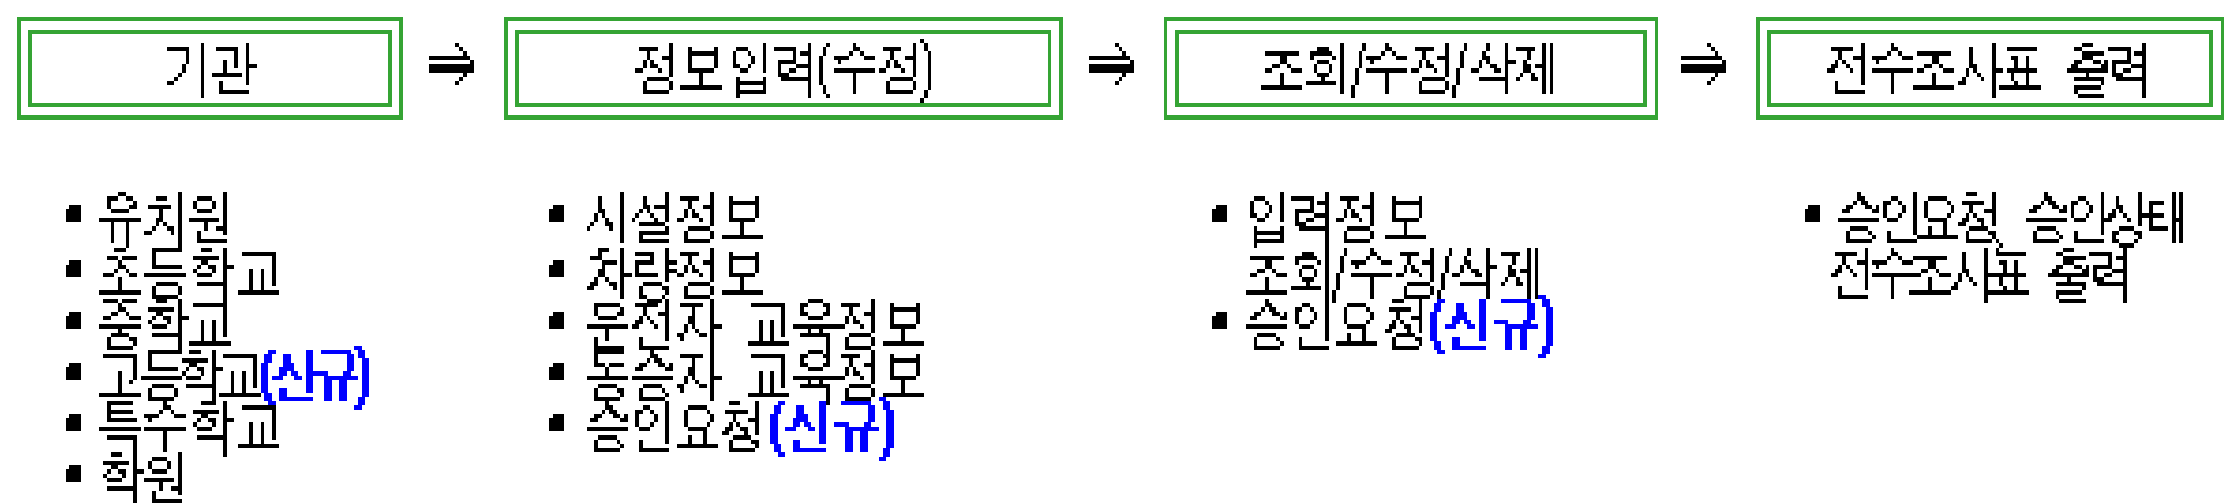 기관 ⇒ 정보입력(수정) ⇒ 조회/수정/삭제 ⇒ 전수조사표 출력
▪ 유치원
▪ 초등학교
▪ 중학교
▪ 고등학교(신규)
▪ 특수학교
▪ 학원
▪ 시설정보
▪ 차량정보
▪ 운전자 교육정보
▪ 동승자 교육정보
▪ 승인요청(신규)
▪ 입력정보
조회/수정/삭제
▪ 승인요청(신규)
▪ 승인요청, 승인상태
전수조사표 출력